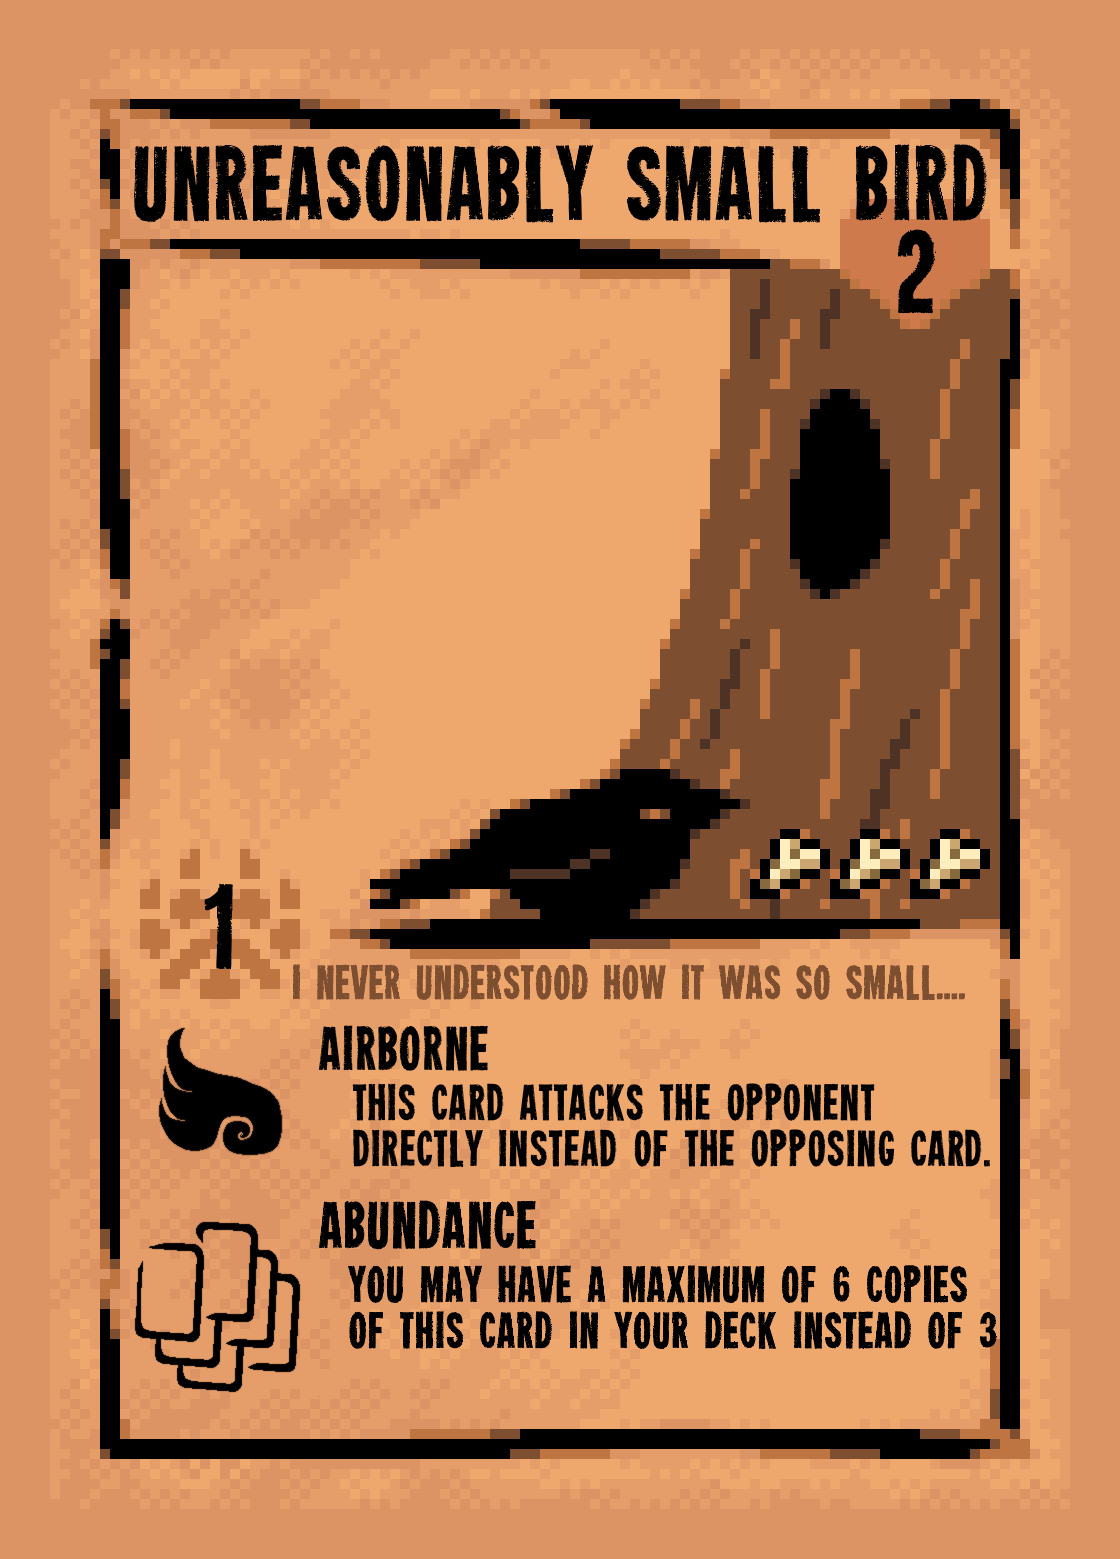 UNREASONABLY SMALL BIRD
2
1
I NEVER UNDERSTOOD HOW IT WAS SO SMALL....
AIRBORNE
THIS CARD ATTACKS THE OPPONENT
DIRECTLY INSTEAD OF THE OPPOSING CARD.
ABUNDANCE
YOU MAY HAVE A MAXIMUM OF 6 COPIES
OF THIS CARD IN YOUR DECK INSTEAD OF 3